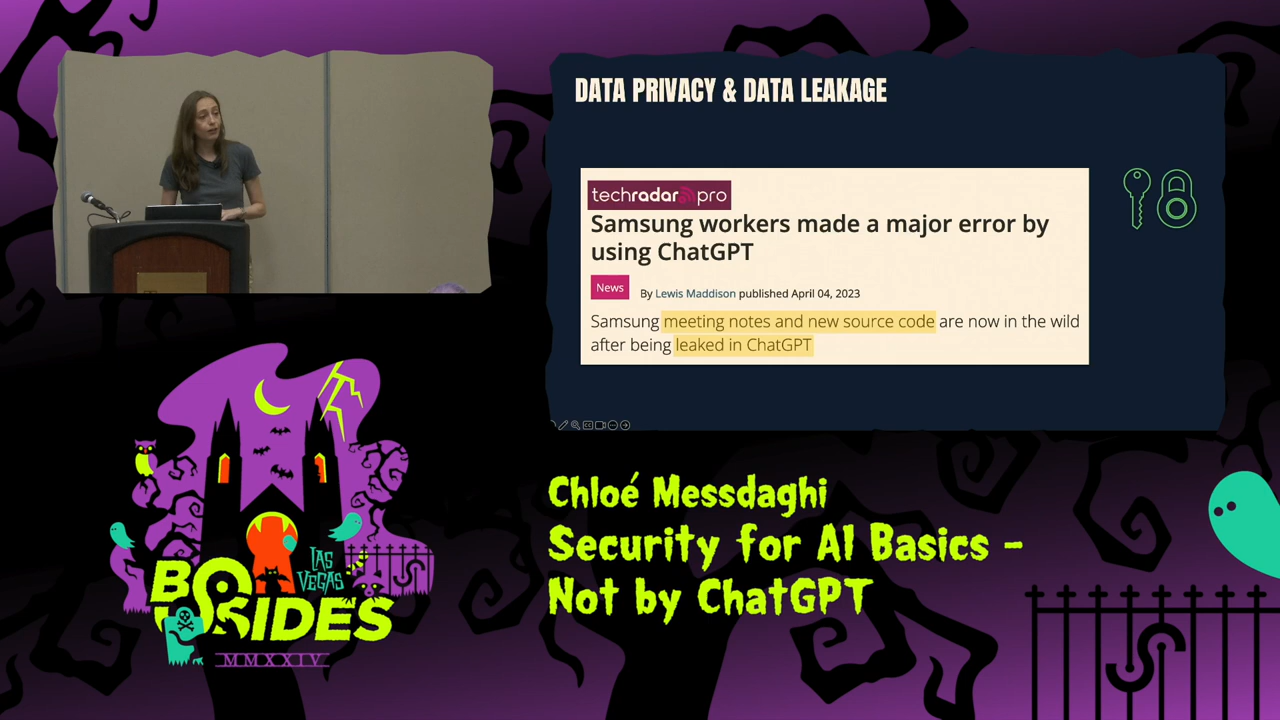 DATA PRIVACY & DATA LEAKAGE
techradar pro
Samsung workers made a major error by
using ChatGPT
News
By Lewis Maddison published April 04, 2023
Samsung meeting notes and new source code are now in the wild
after being leaked in ChatGPT
LAS
VEGAS
BSIDES
MMXXIV
Chloé Messdaghi
Security for AI Basics -
Not by ChatGPT